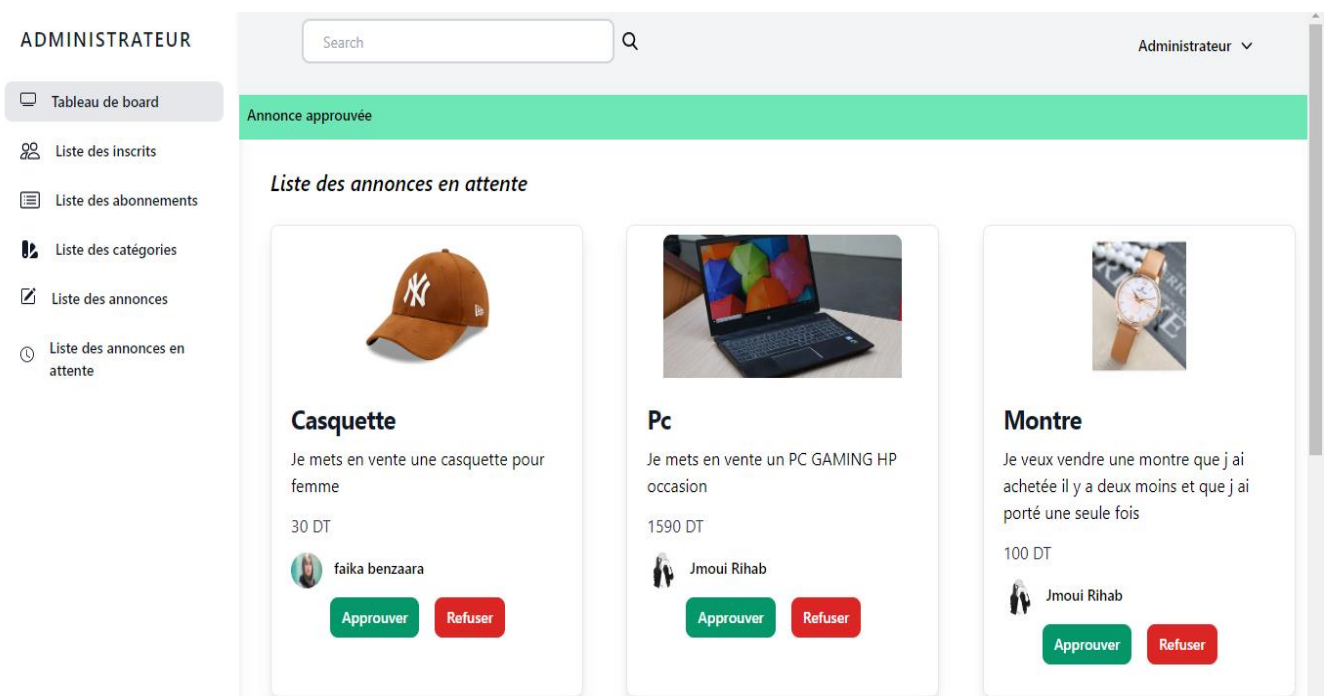 ADMINISTRATEUR
Search
Administrateur
Tableau de board
Liste des inscrits
Liste des abonnements
Liste des catégories
Liste des annonces
Liste des annonces en
attente
Annonce approuvée
Liste des annonces en attente
NY
Casquette
Je mets en vente une casquette pour
femme
30 DT
faika benzaara
Approuver Refuser
Pc
Je mets en vente un PC GAMING HP
occasion
1590 DT
Jmoui Rihab
Approuver Refuser
Montre
Je veux vendre une montre que j ai
achetée il y a deux moins et que j ai
porté une seule fois
100 DT
Jmoui Rihab
Approuver Refuser